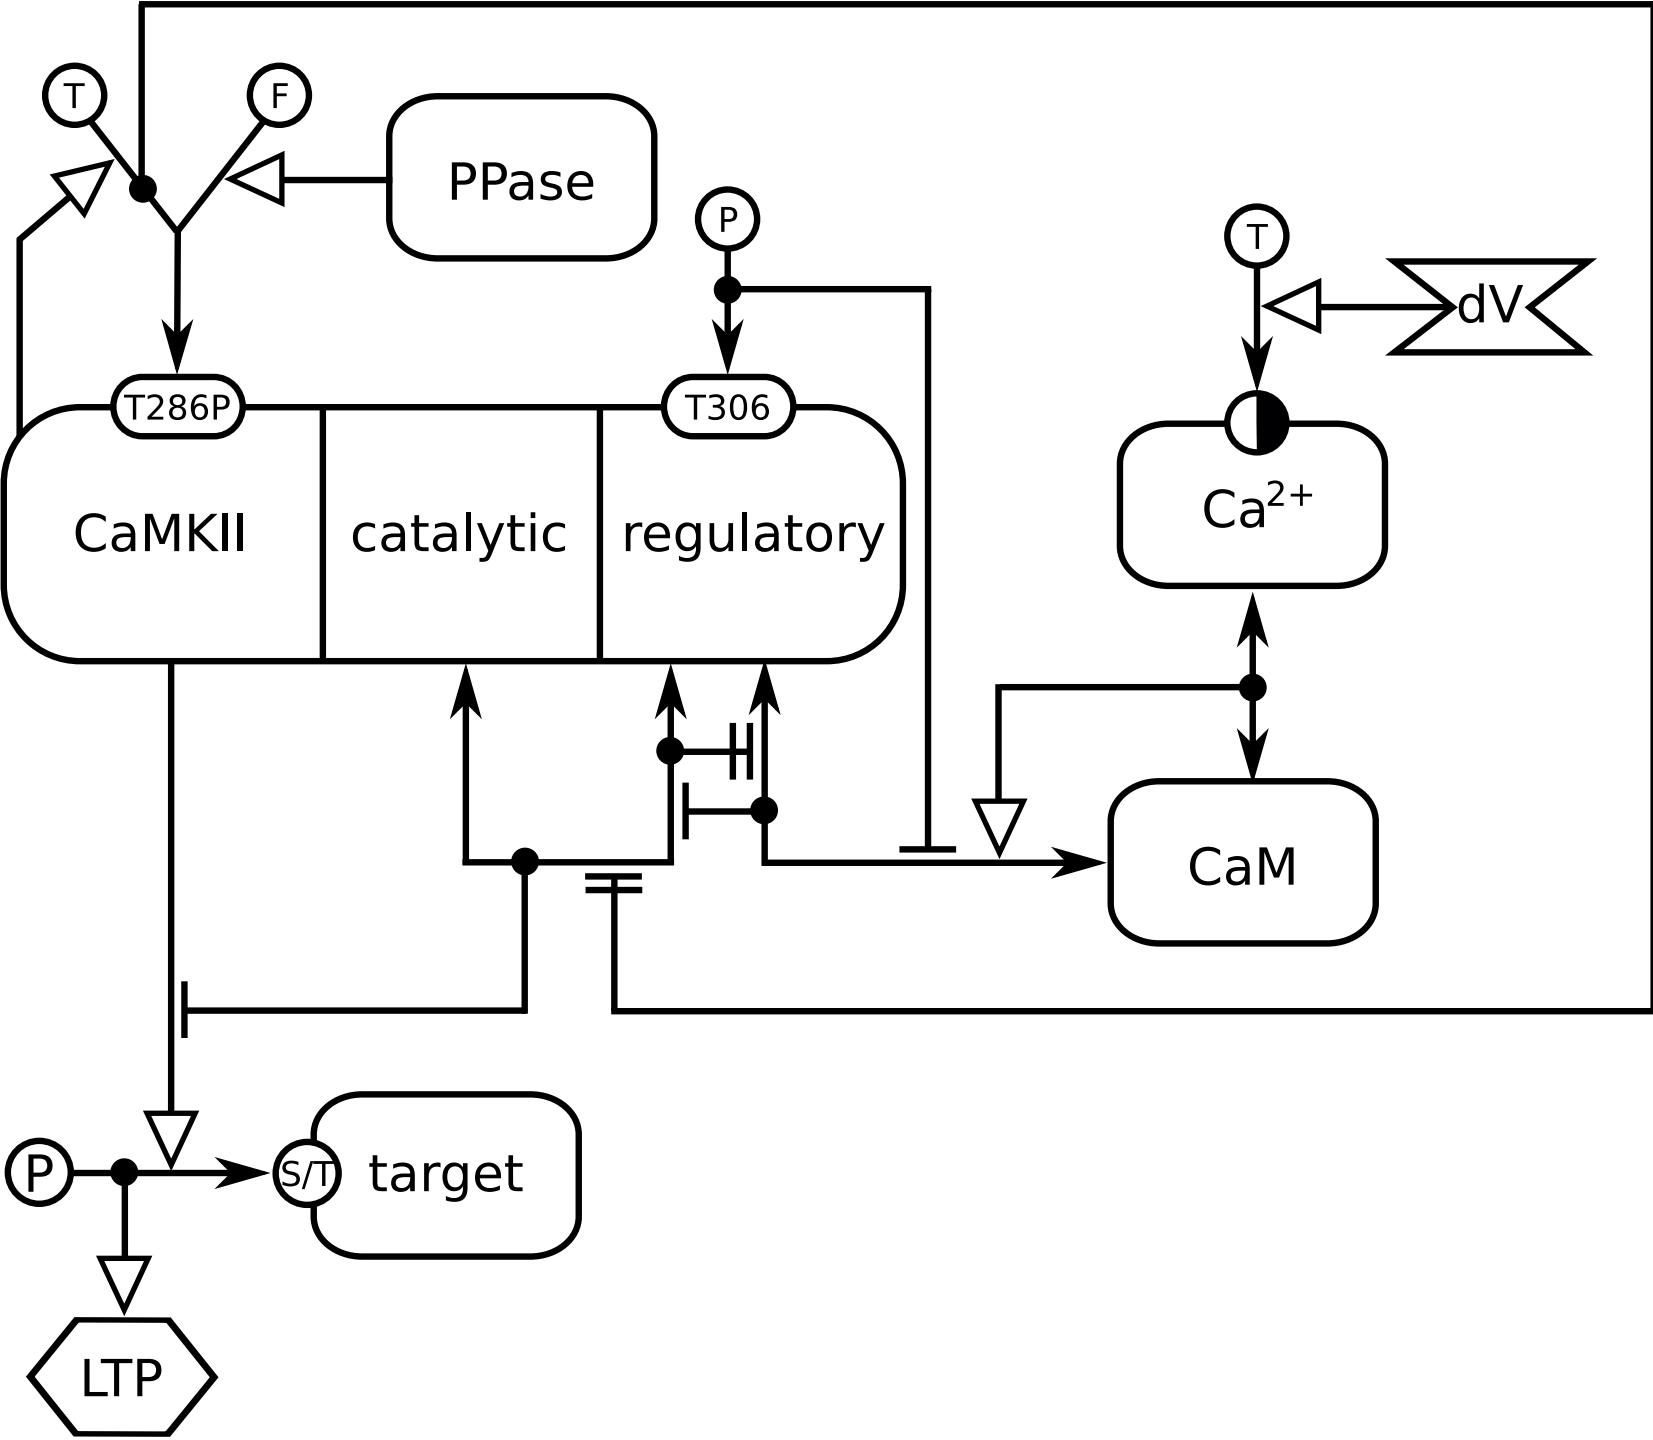 T
F
PPase
P
T
dV
T286P
T306
CaMKII
catalytic
regulatory
Ca²⁺
CaM
P
S/T
target
LTP